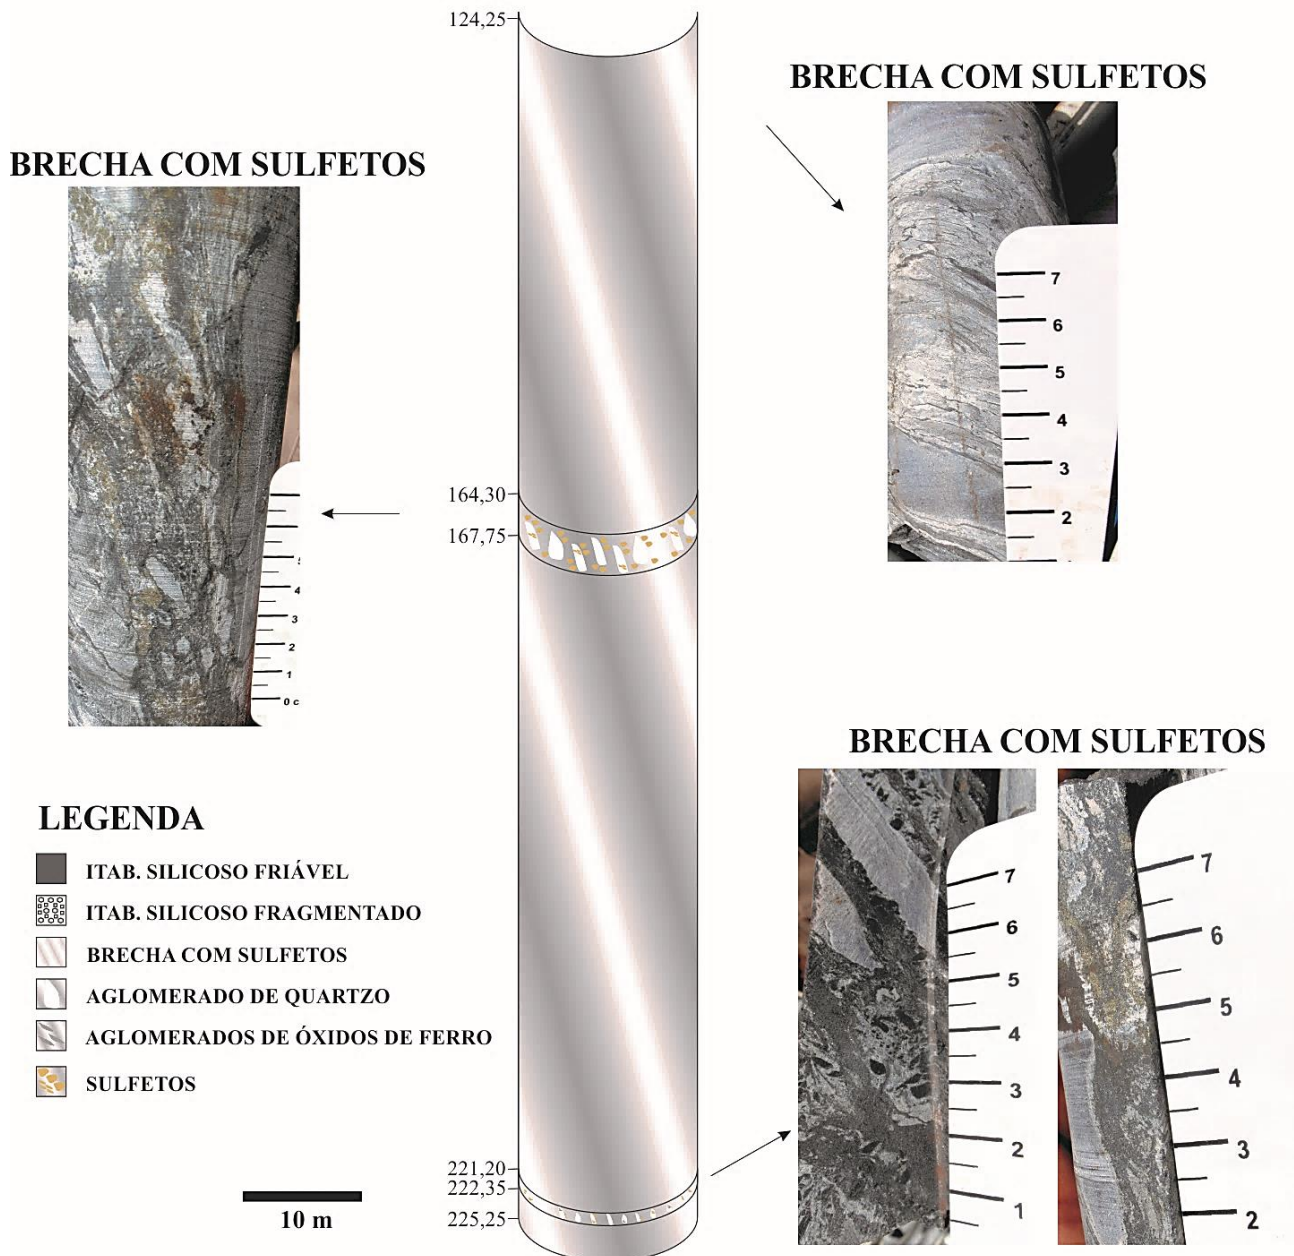 124,25
BRECHA COM SULFETOS
7
6
5
4
3
2
BRECHA COM SULFETOS
4
3
2
1
0 c
164,30
167,75
BRECHA COM SULFETOS
7
6
5
4
3
2
1
7
6
5
4
3
2
LEGENDA
ITAB. SILICOSO FRIÁVEL
ITAB. SILICOSO FRAGMENTADO
BRECHA COM SULFETOS
AGLOMERADO DE QUARTZO
AGLOMERADOS DE ÓXIDOS DE FERRO
SULFETOS
221,20
222,35
225,25
10 m